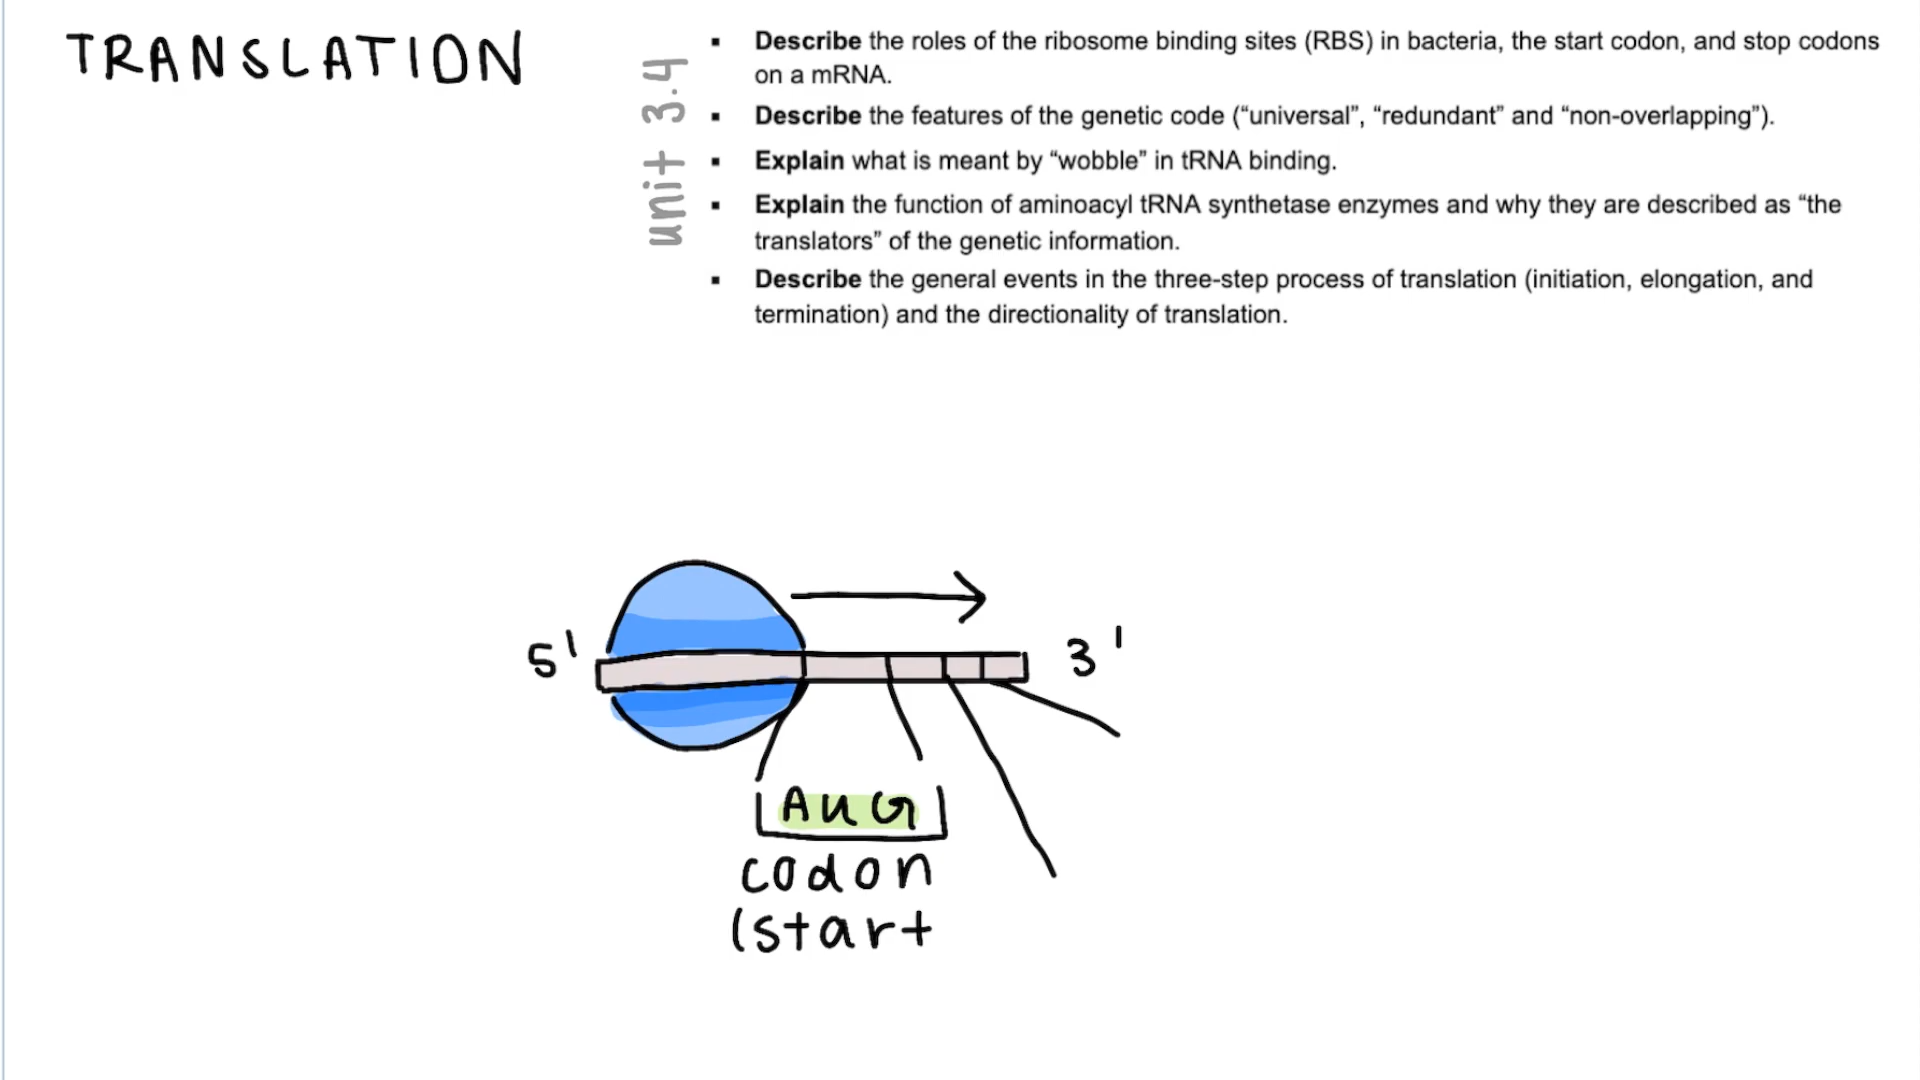 TRANSLATION
unit 3.4
▪ Describe the roles of the ribosome binding sites (RBS) in bacteria, the start codon, and stop codons
on a mRNA.
▪ Describe the features of the genetic code (“universal”, “redundant” and “non-overlapping”).
▪ Explain what is meant by “wobble” in tRNA binding.
▪ Explain the function of aminoacyl tRNA synthetase enzymes and why they are described as “the
translators” of the genetic information.
▪ Describe the general events in the three-step process of translation (initiation, elongation, and
termination) and the directionality of translation.
5' 3'
AUG
codon
(start